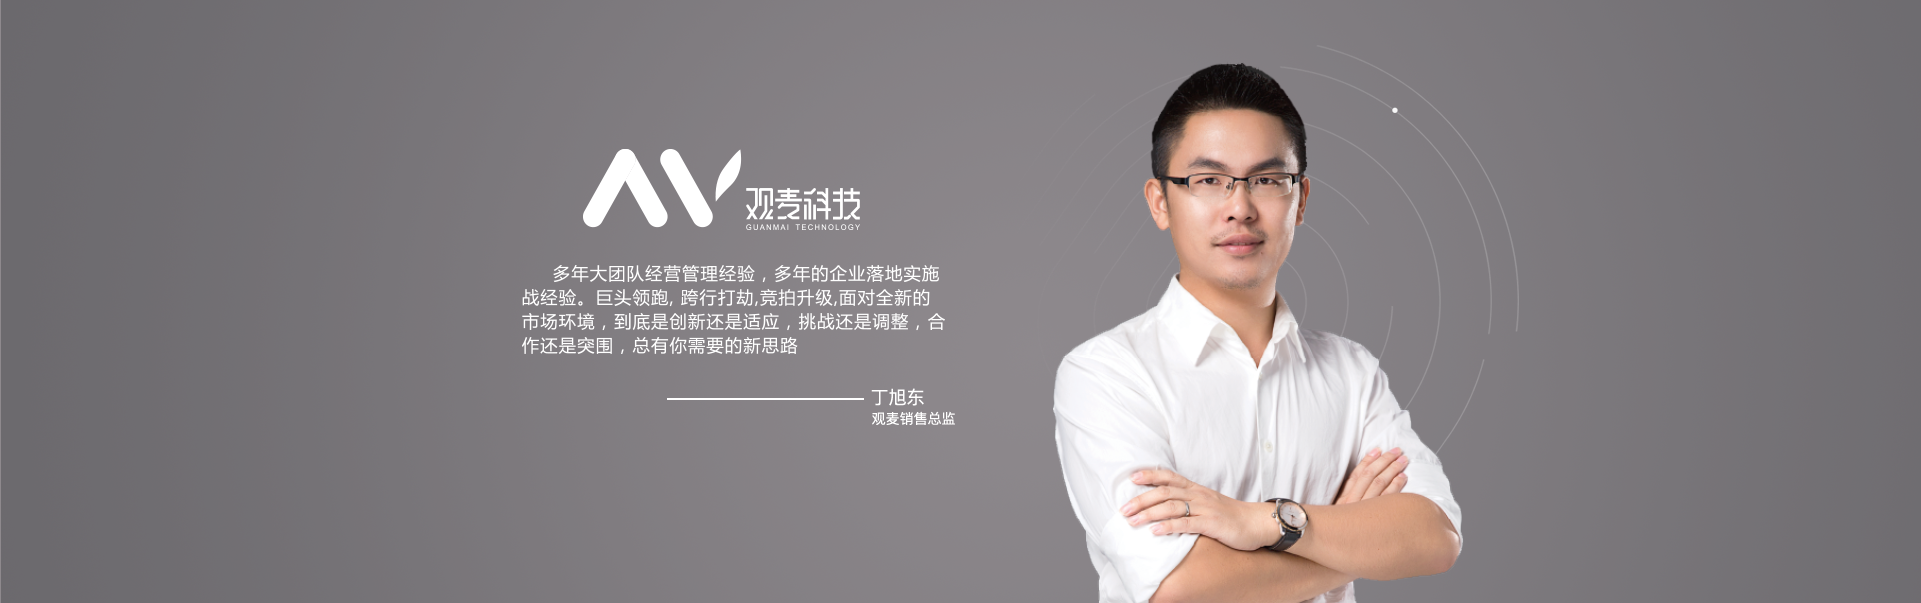 观麦科技
GUANMAI TECHNOLOGY
多年大团队经营管理经验，多年的企业落地实施
战经验。巨头领跑, 跨行打劫,竞拍升级,面对全新的
市场环境，到底是创新还是适应，挑战还是调整，合
作还是突围，总有你需要的新思路
丁旭东
观麦销售总监